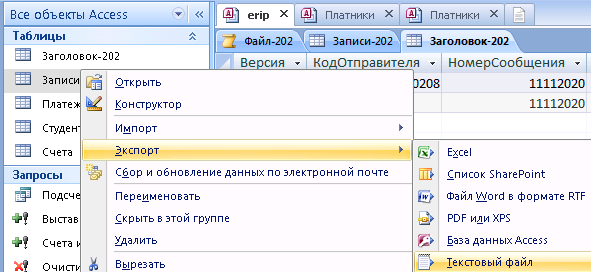 Все объекты Access
erip
Платники
Платники
Таблицы
Файл-202
Записи-202
Заголовок-202
Заголовок-202
Версия
КодОтправителя
НомерСообщения
Записи
0208
11112020
Открыть
Платеж
Конструктор
11112020
Студент
Импорт
Счета
Экспорт
Excel
Запросы
Сбор и обновление данных по электронной почте
Список SharePoint
Подсче
Переименовать
Файл Word в формате RTF
Выстав
Скрыть в этой группе
PDF или XPS
Счета и
Удалить
База данных Access
Очисти
Вырезать
Текстовый файл